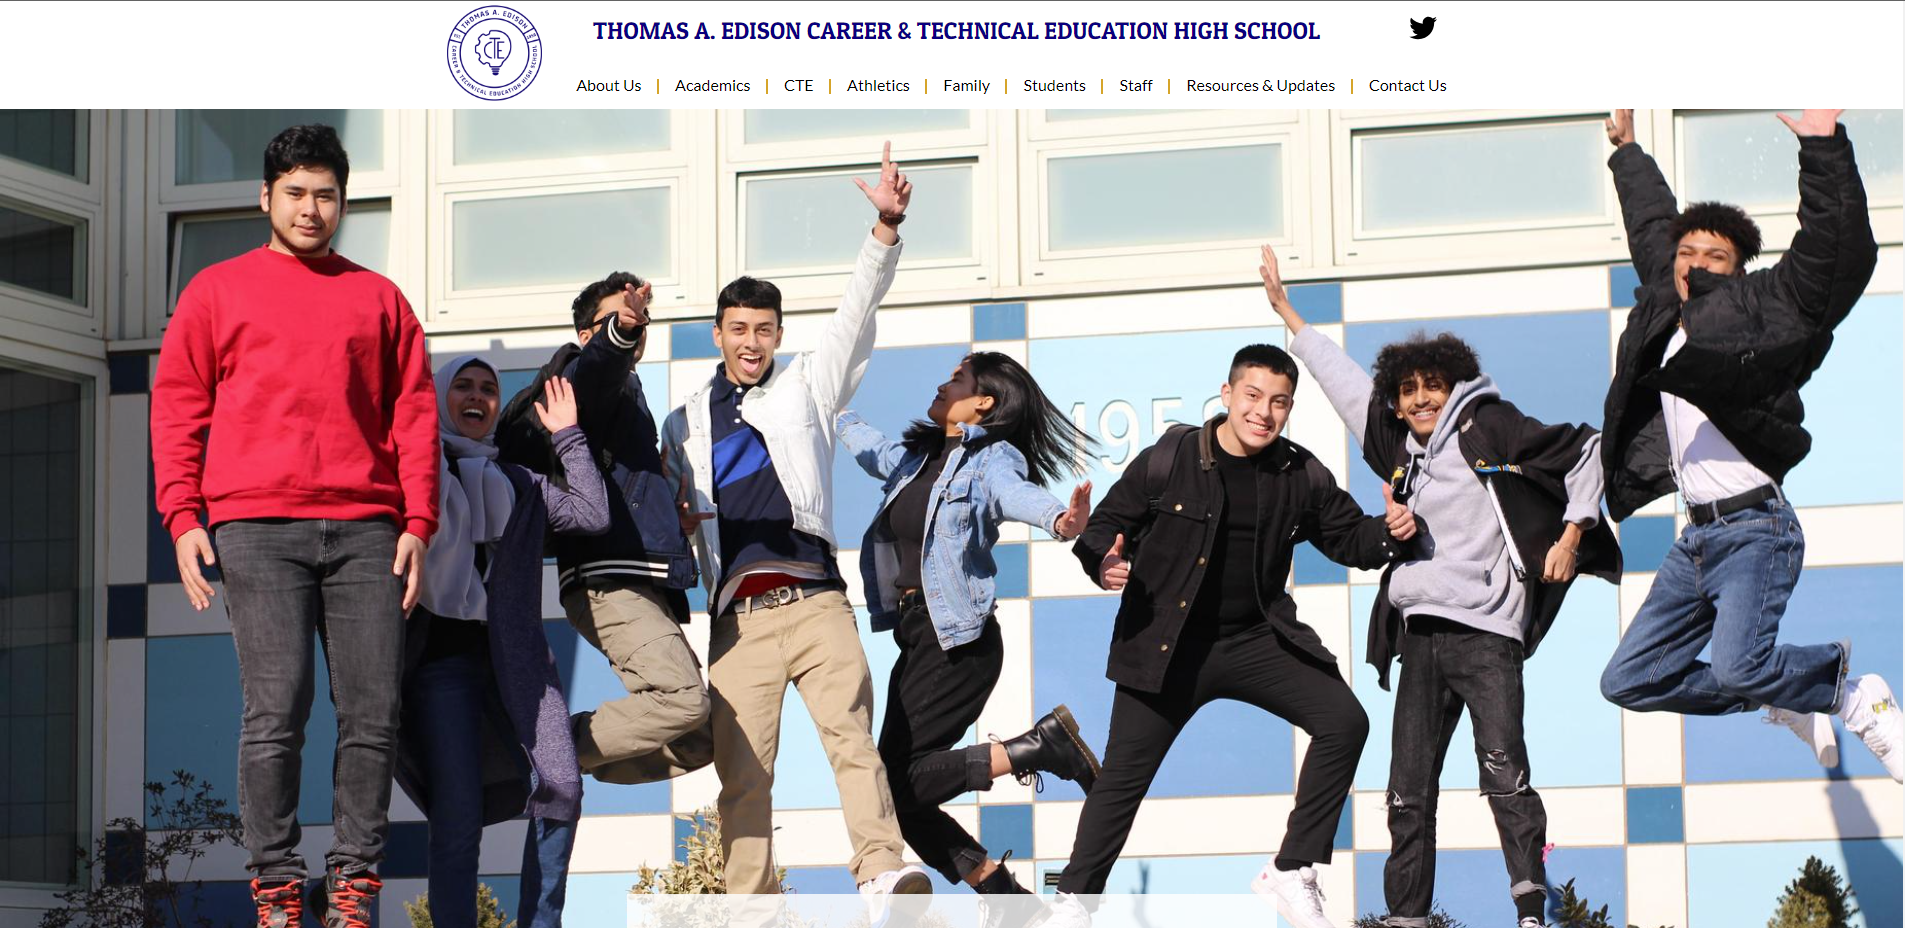 THOMAS A. EDISON
CTE
CAREER & TECHNICAL EDUCATION HIGH SCHOOL
THOMAS A. EDISON CAREER & TECHNICAL EDUCATION HIGH SCHOOL
About Us | Academics | CTE | Athletics | Family | Students | Staff | Resources & Updates | Contact Us